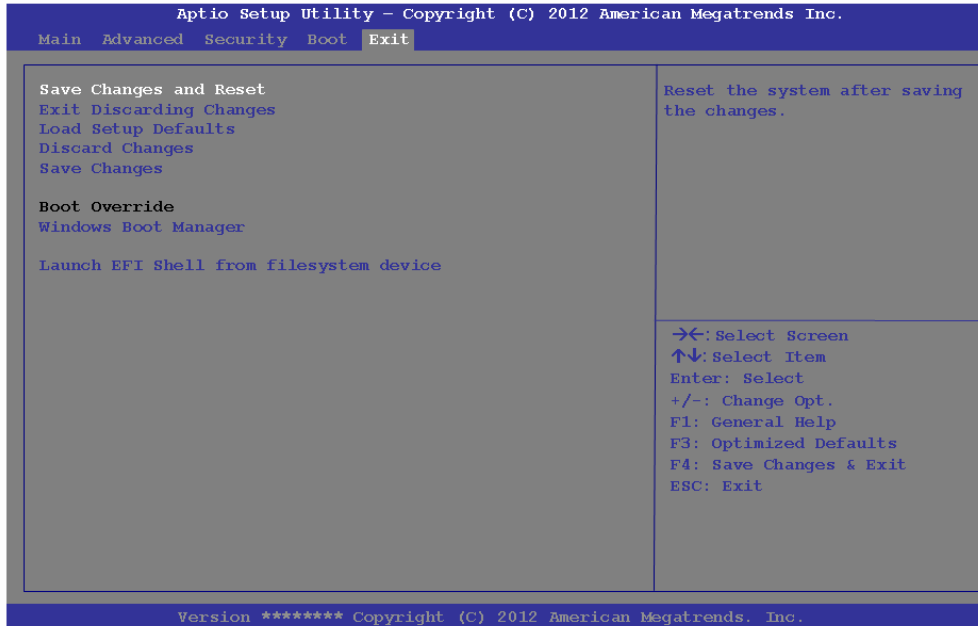 Aptio Setup Utility – Copyright (C) 2012 American Megatrends Inc.
Main Advanced Security Boot Exit
Save Changes and Reset
Exit Discarding Changes
Load Setup Defaults
Discard Changes
Save Changes
Boot Override
Windows Boot Manager
Launch EFI Shell from filesystem device
Reset the system after saving
the changes.
→←: Select Screen
↑↓: Select Item
Enter: Select
+/-: Change Opt.
F1: General Help
F3: Optimized Defaults
F4: Save Changes & Exit
ESC: Exit
Version ******** Copyright (C) 2012 American Megatrends. Inc.